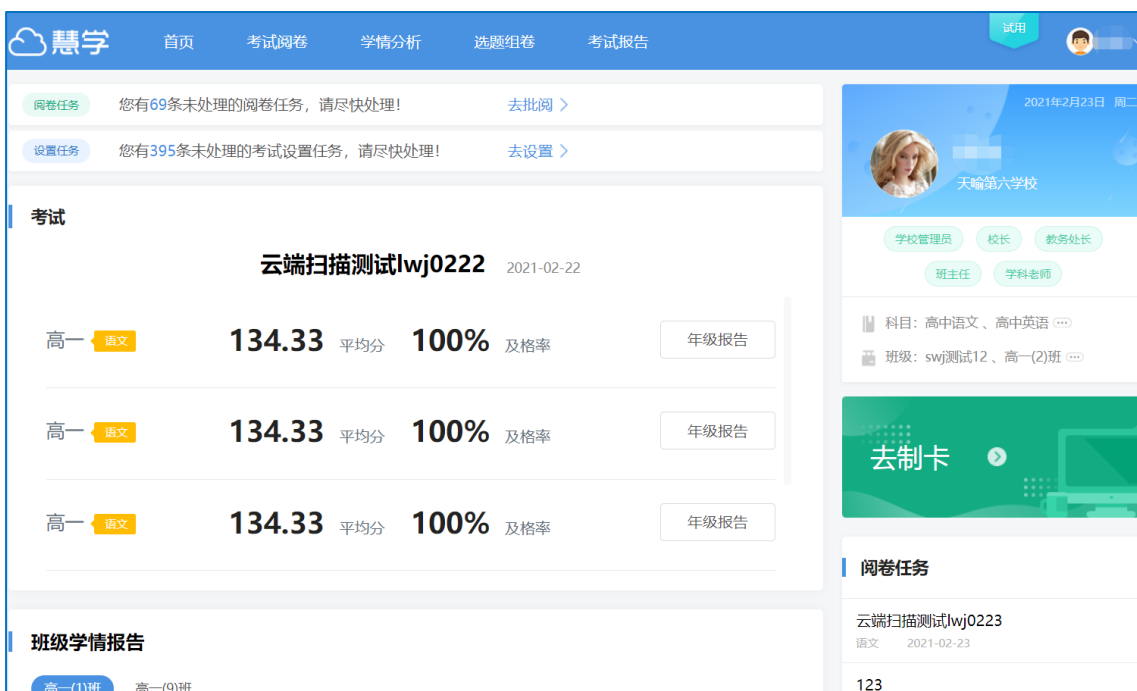 慧学 首页 考试阅卷 学情分析 选题组卷 考试报告 试用
阅卷任务 您有69条未处理的阅卷任务，请尽快处理！ 去批阅
设置任务 您有395条未处理的考试设置任务，请尽快处理！ 去设置
考试
云端扫描测试lwj0222 2021-02-22
高一 语文 134.33 平均分 100% 及格率 年级报告
高一 语文 134.33 平均分 100% 及格率 年级报告
高一 语文 134.33 平均分 100% 及格率 年级报告
班级学情报告
高一(1)班 高一(9)班
2021年2月23日 周二
天喻第六学校
学校管理员 校长 教务处长
班主任 学科老师
科目：高中语文 、高中英语
班级：swj测试12 、高一(2)班
去制卡
阅卷任务
云端扫描测试lwj0223
语文 2021-02-23
123